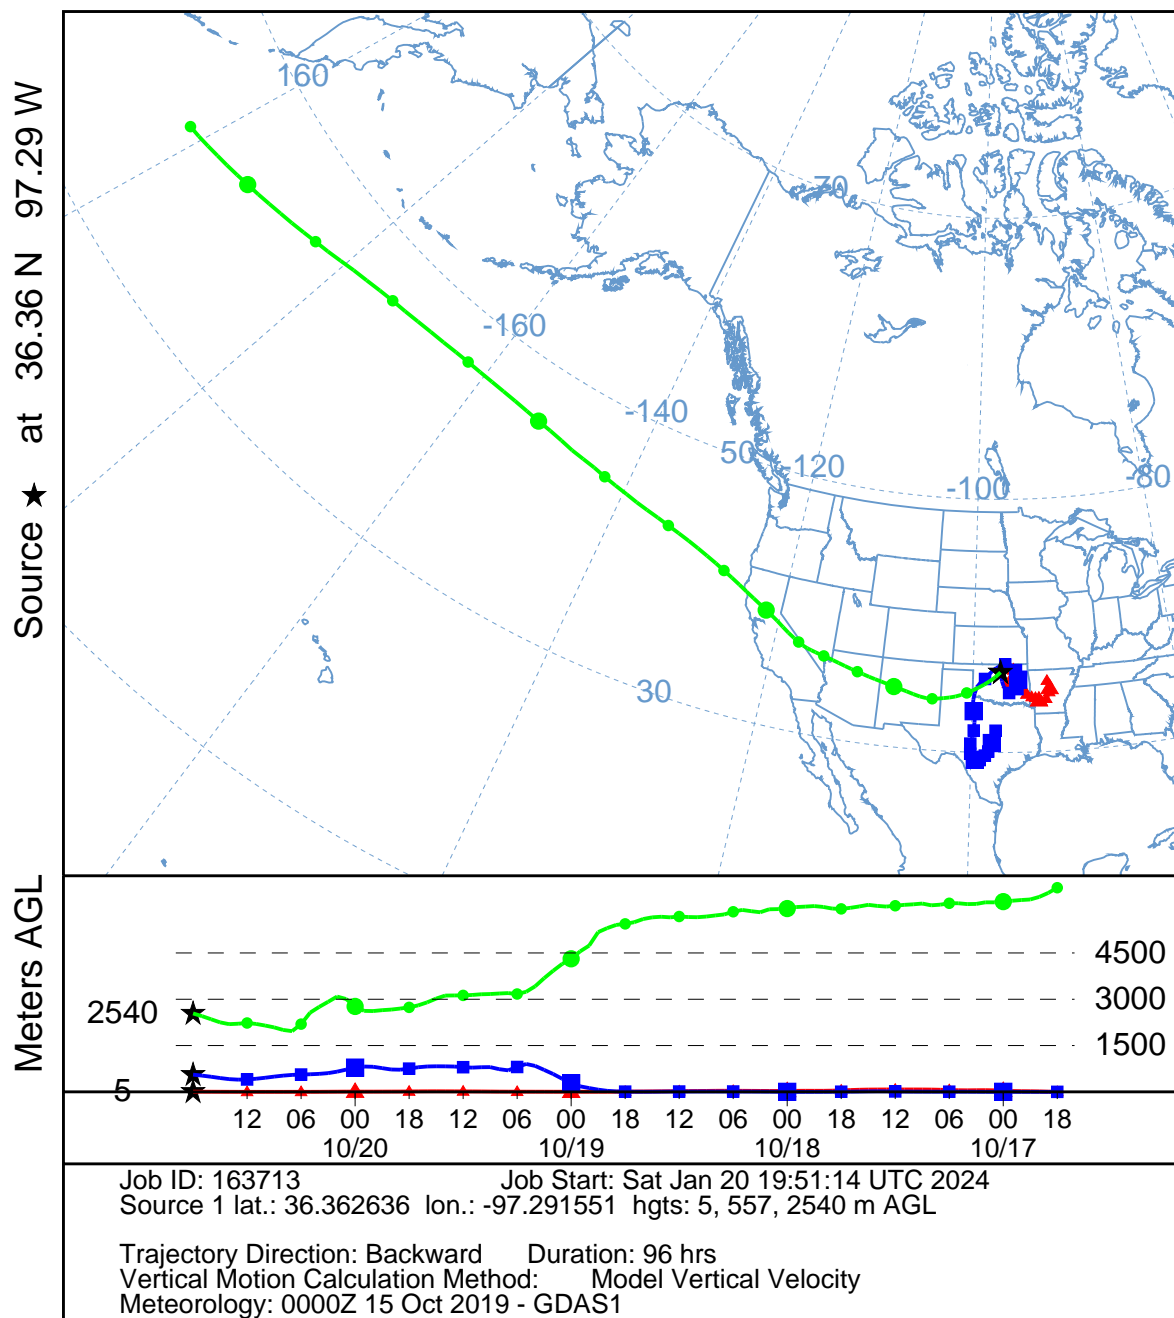 Source ★ at 36.36 N 97.29 W
160
70
-160
-140
50
-120
-100
-80
30
Meters AGL
4500
3000
2540
1500
5
12 06 00 18 12 06 00 18 12 06 00 18 12 06 00 18
10/20 10/19 10/18 10/17
Job ID: 163713 Job Start: Sat Jan 20 19:51:14 UTC 2024
Source 1 lat.: 36.362636 lon.: -97.291551 hgts: 5, 557, 2540 m AGL
Trajectory Direction: Backward Duration: 96 hrs
Vertical Motion Calculation Method: Model Vertical Velocity
Meteorology: 0000Z 15 Oct 2019 - GDAS1